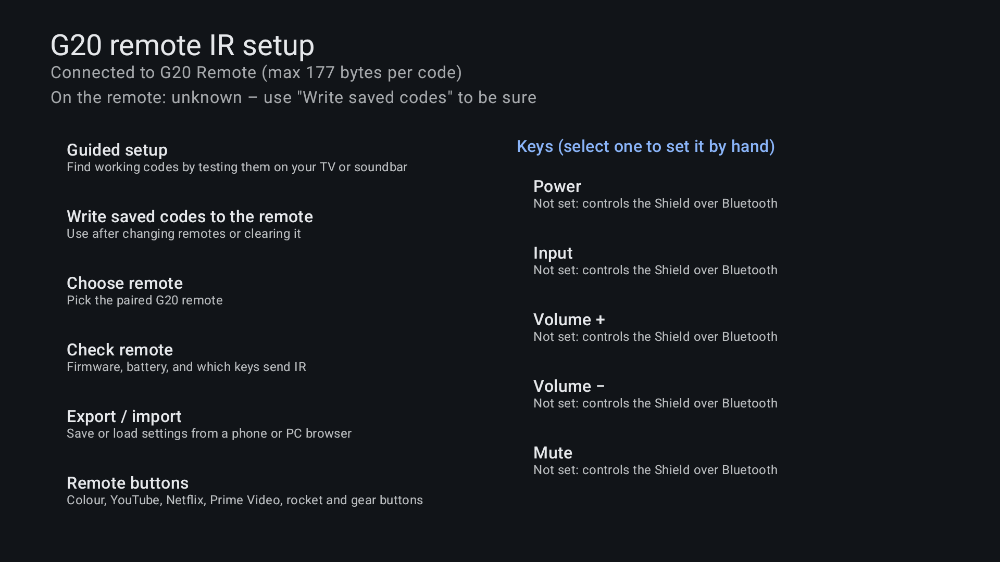 G20 remote IR setup
Connected to G20 Remote (max 177 bytes per code)
On the remote: unknown – use "Write saved codes" to be sure
Guided setup
Find working codes by testing them on your TV or soundbar
Write saved codes to the remote
Use after changing remotes or clearing it
Choose remote
Pick the paired G20 remote
Check remote
Firmware, battery, and which keys send IR
Export / import
Save or load settings from a phone or PC browser
Remote buttons
Colour, YouTube, Netflix, Prime Video, rocket and gear buttons
Keys (select one to set it by hand)
Power
Not set: controls the Shield over Bluetooth
Input
Not set: controls the Shield over Bluetooth
Volume +
Not set: controls the Shield over Bluetooth
Volume −
Not set: controls the Shield over Bluetooth
Mute
Not set: controls the Shield over Bluetooth